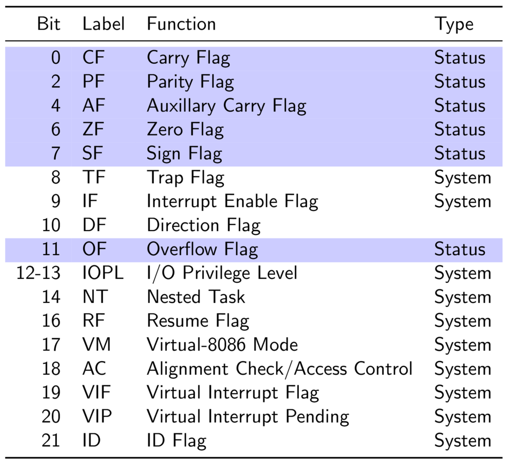 Bit Label Function Type
0 CF Carry Flag Status
2 PF Parity Flag Status
4 AF Auxillary Carry Flag Status
6 ZF Zero Flag Status
7 SF Sign Flag Status
8 TF Trap Flag System
9 IF Interrupt Enable Flag System
10 DF Direction Flag
11 OF Overflow Flag Status
12-13 IOPL I/O Privilege Level System
14 NT Nested Task System
16 RF Resume Flag System
17 VM Virtual-8086 Mode System
18 AC Alignment Check/Access Control System
19 VIF Virtual Interrupt Flag System
20 VIP Virtual Interrupt Pending System
21 ID ID Flag System